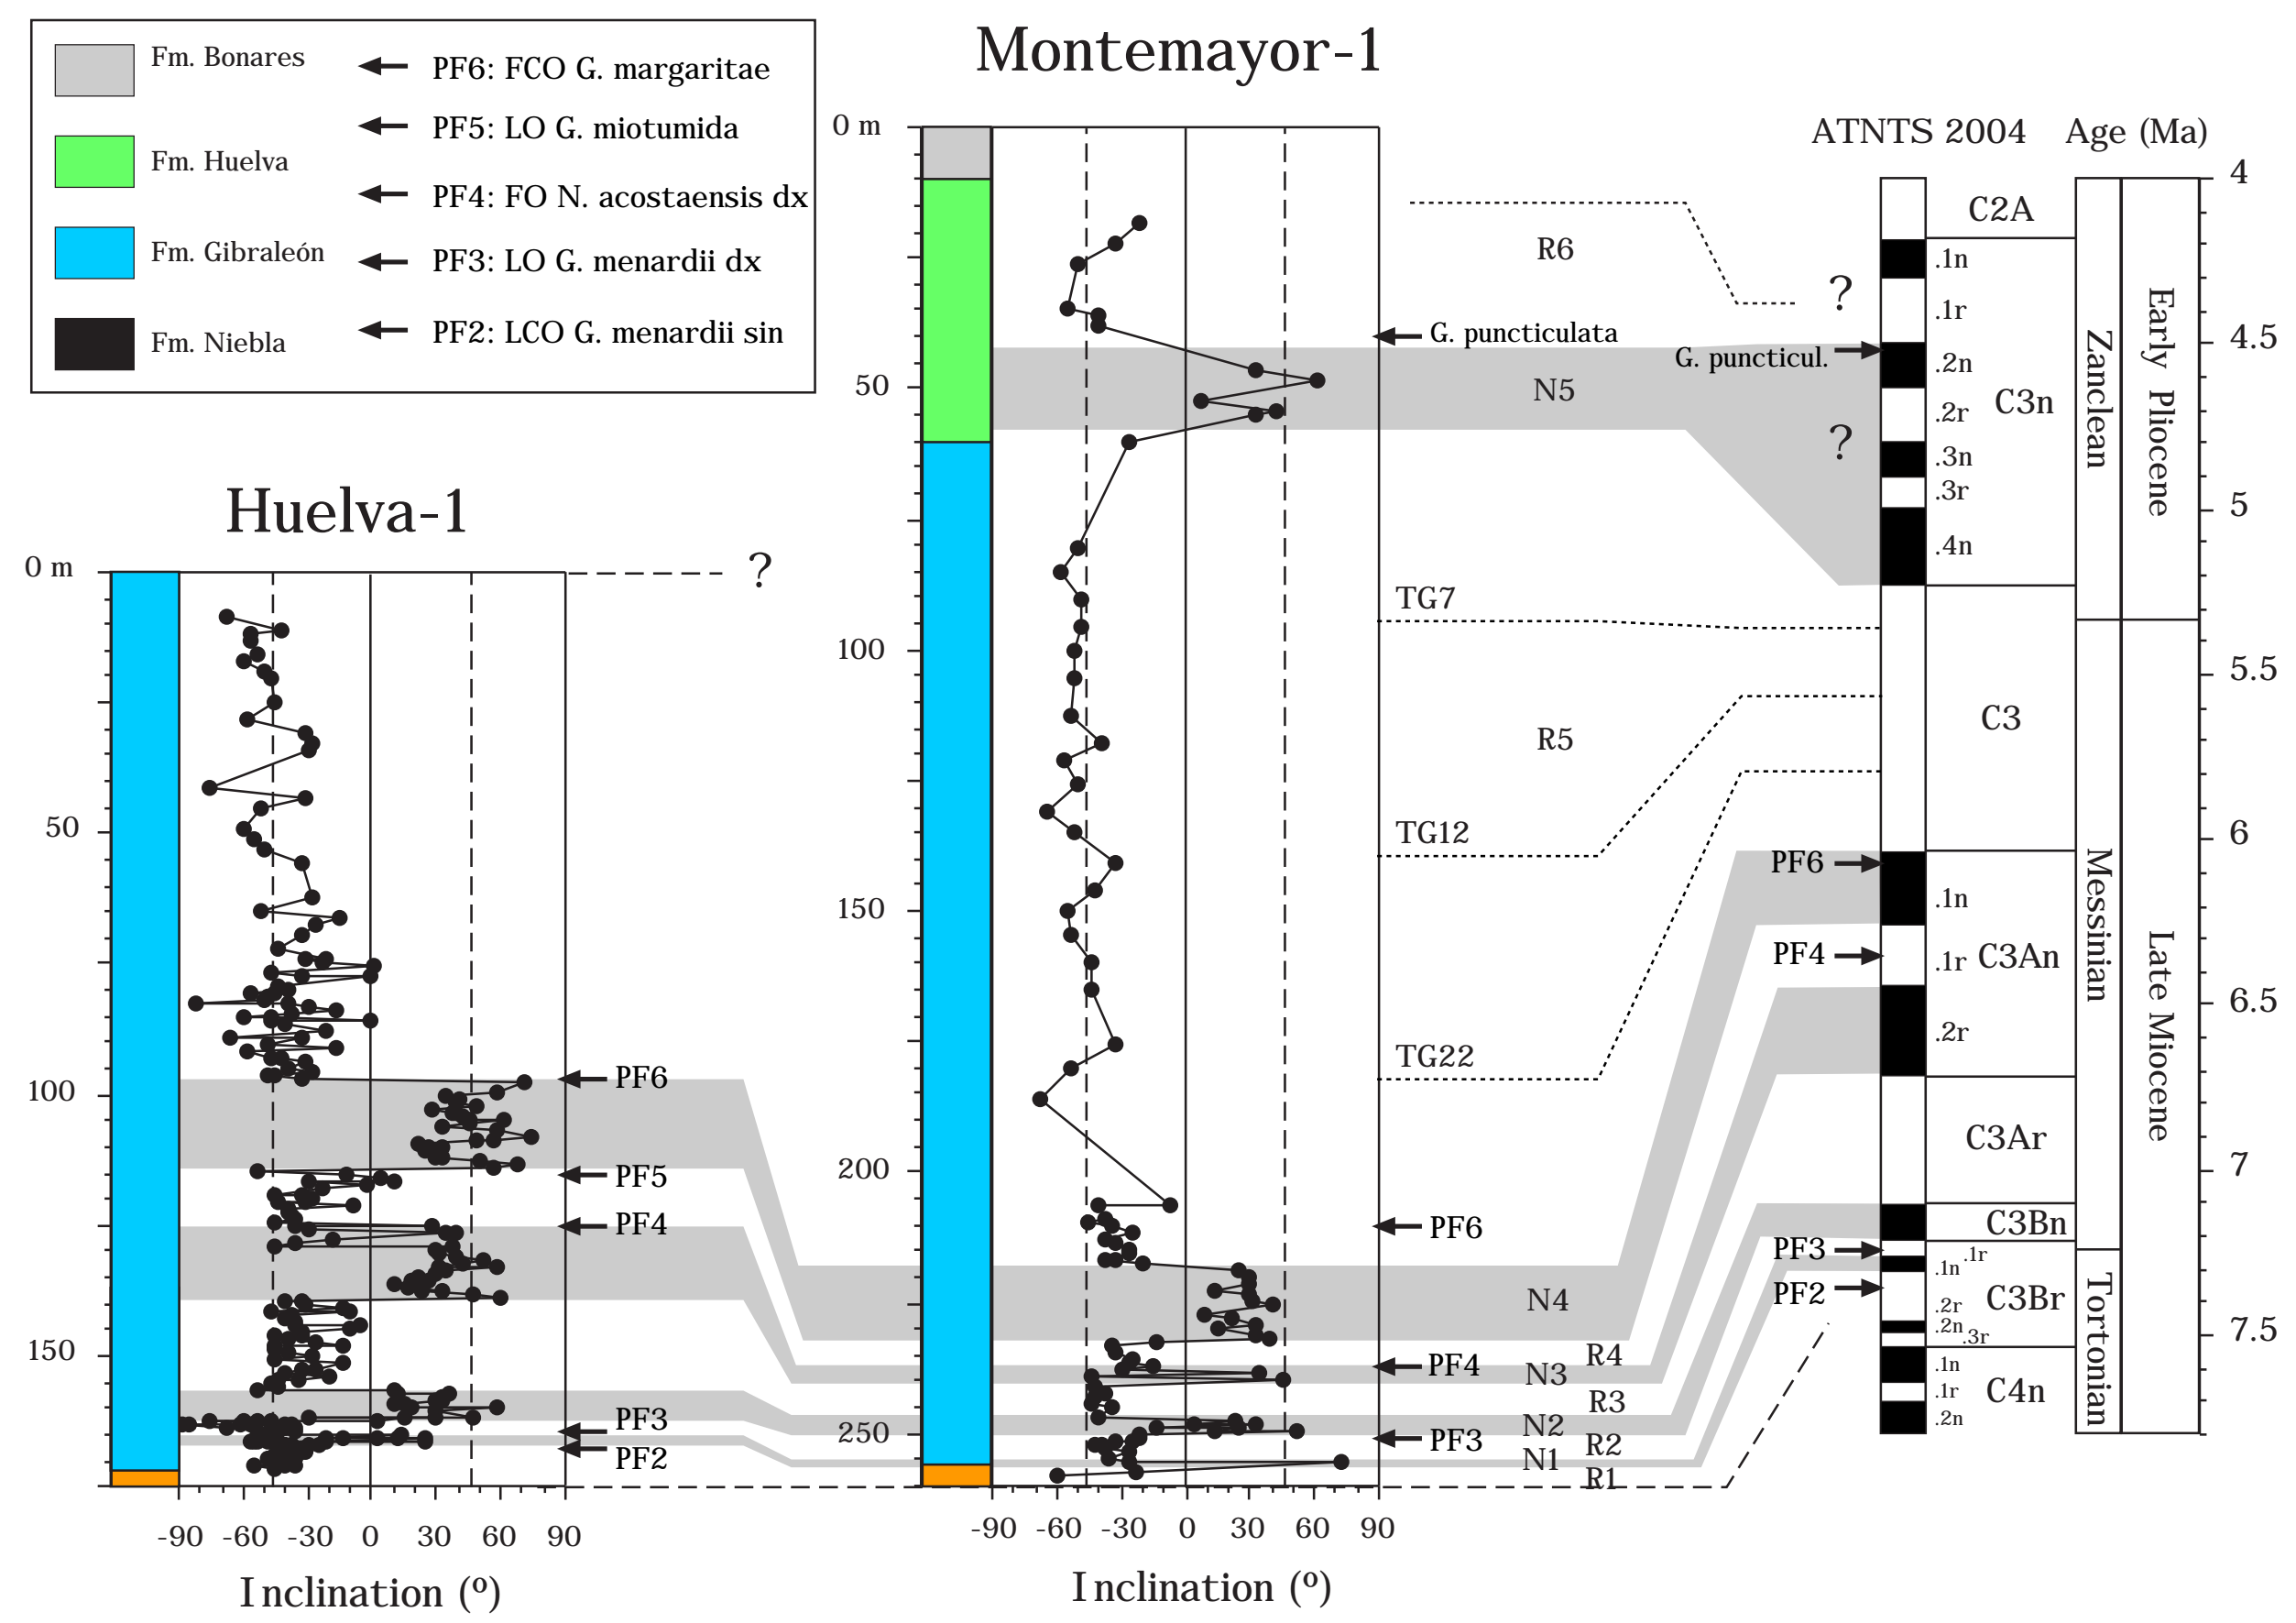 Fm. Bonares
Fm. Huelva
Fm. Gibraleón
Fm. Niebla
PF6: FCO G. margaritae
PF5: LO G. miotumida
PF4: FO N. acostaensis dx
PF3: LO G. menardii dx
PF2: LCO G. menardii sin
Huelva-1
0 m
50
100
150
?
PF6
PF5
PF4
PF3
PF2
-90 -60 -30 0 30 60 90
Inclination (º)
Montemayor-1
0 m
50
100
150
200
250
R6
G. puncticulata
N5
TG7
R5
TG12
TG22
PF6
N4
R4
PF4
N3
R3
N2
PF3
R2
N1
R1
-90 -60 -30 0 30 60 90
Inclination (º)
ATNTS 2004 Age (Ma)
?
G. puncticul.
?
PF6
PF4
PF3
PF2
C2A
.1n
.1r
.2n
.2r
C3n
.3n
.3r
.4n
C3
.1n
.1r
C3An
.2r
C3Ar
C3Bn
.1r
.1n
C3Br
.2r
.2n
.3r
.1n
.1r
C4n
.2n
Zanclean
Messinian
Tortonian
Early Pliocene
Late Miocene
4
4.5
5
5.5
6
6.5
7
7.5